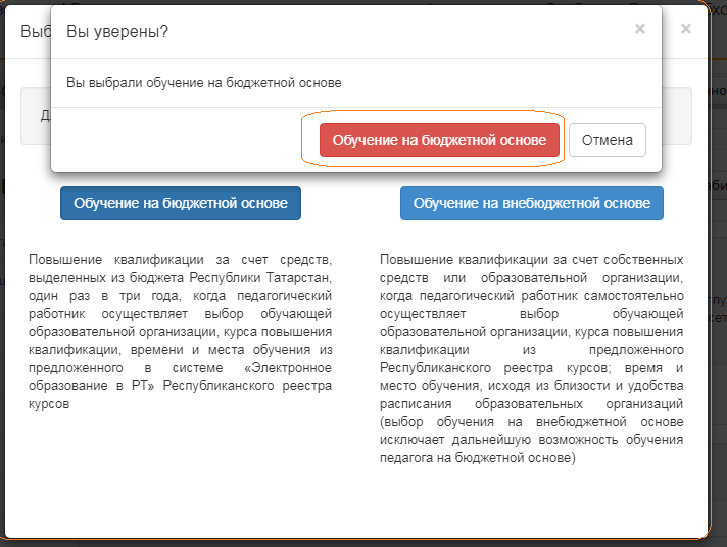 Выб
Вы уверены?
×
×
Вы выбрали обучение на бюджетной основе
Обучение на бюджетной основе
Отмена
Обучение на бюджетной основе
Обучение на внебюджетной основе
Повышение квалификации за счет средств,
выделенных из бюджета Республики Татарстан,
один раз в три года, когда педагогический
работник осуществляет выбор обучающей
образовательной организации, курса повышения
квалификации, времени и места обучения из
предложенного в системе «Электронное
образование в РТ» Республиканского реестра
курсов
Повышение квалификации за счет собственных
средств или образовательной организации,
когда педагогический работник самостоятельно
осуществляет выбор обучающей
образовательной организации, курса повышения
квалификации из предложенного
Республиканского реестра курсов; время и
место обучения, исходя из близости и удобства
расписания образовательных организаций
(выбор обучения на внебюджетной основе
исключает дальнейшую возможность обучения
педагога на бюджетной основе)